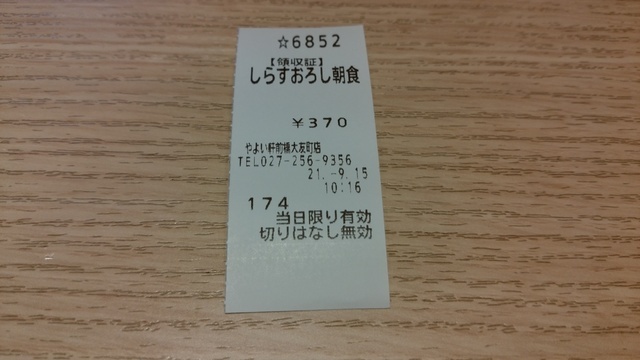 ☆6852
【領収証】
しらすおろし朝食
￥370
やよい軒前橋大友町店
TEL027-256-9356
21.-9.15
10:16
174
当日限り有効
切りはなし無効